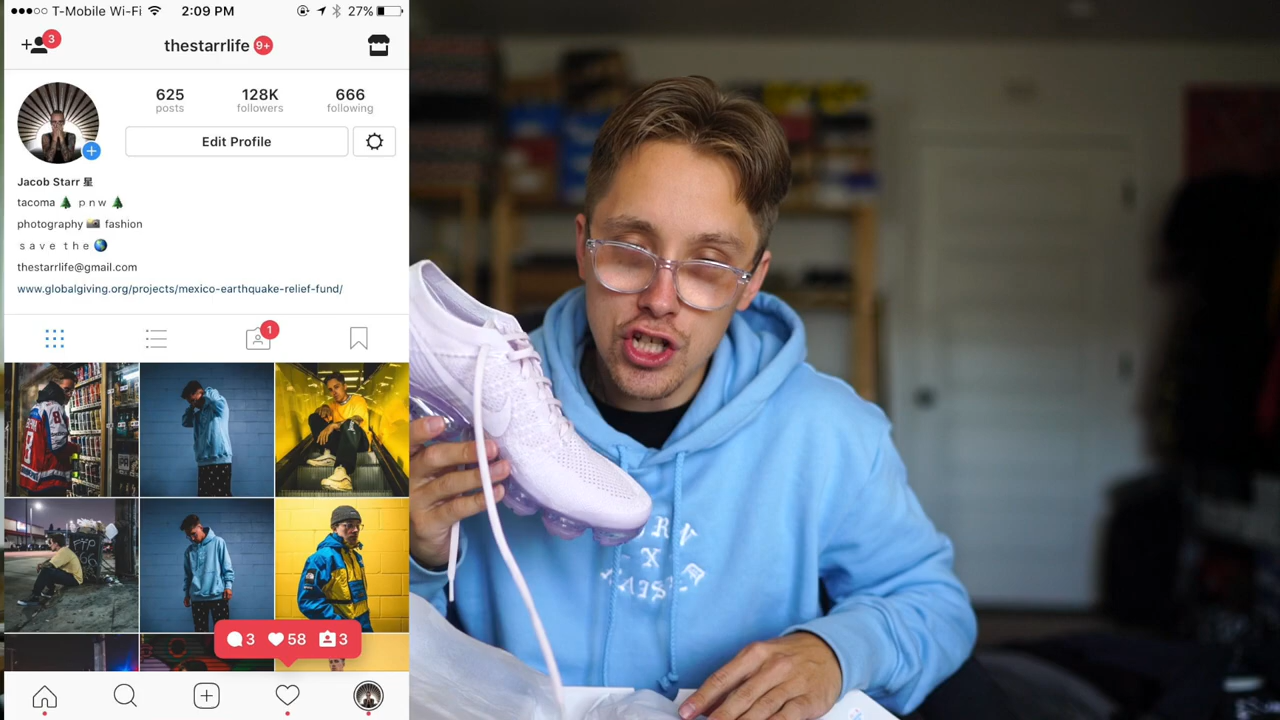 T-Mobile Wi-Fi 2:09 PM 27%
3
thestarrlife 9+
625 128K 666
posts followers following
Edit Profile
Jacob Starr 星
tacoma 🌲 p n w 🌲
photography 📸 fashion
s a v e t h e 🌎
thestarrlife@gmail.com
www.globalgiving.org/projects/mexico-earthquake-relief-fund/
1
3 58 3